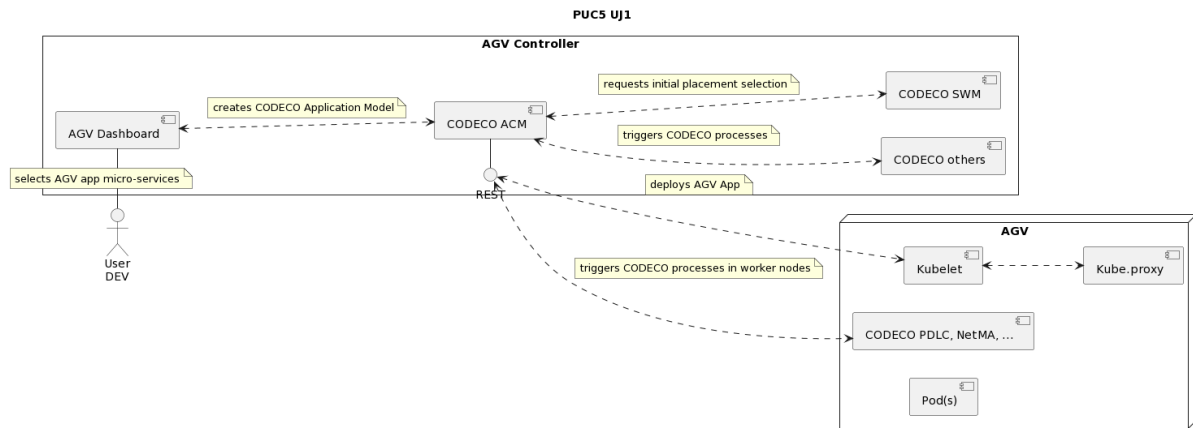 PUC5 UJ1
AGV Controller
requests initial placement selection
CODECO SWM
creates CODECO Application Model
AGV Dashboard
CODECO ACM
triggers CODECO processes
CODECO others
selects AGV app micro-services
deploys AGV App
REST
User
DEV
AGV
triggers CODECO processes in worker nodes
Kubelet
Kube.proxy
CODECO PDLC, NetMA, ...
Pod(s)